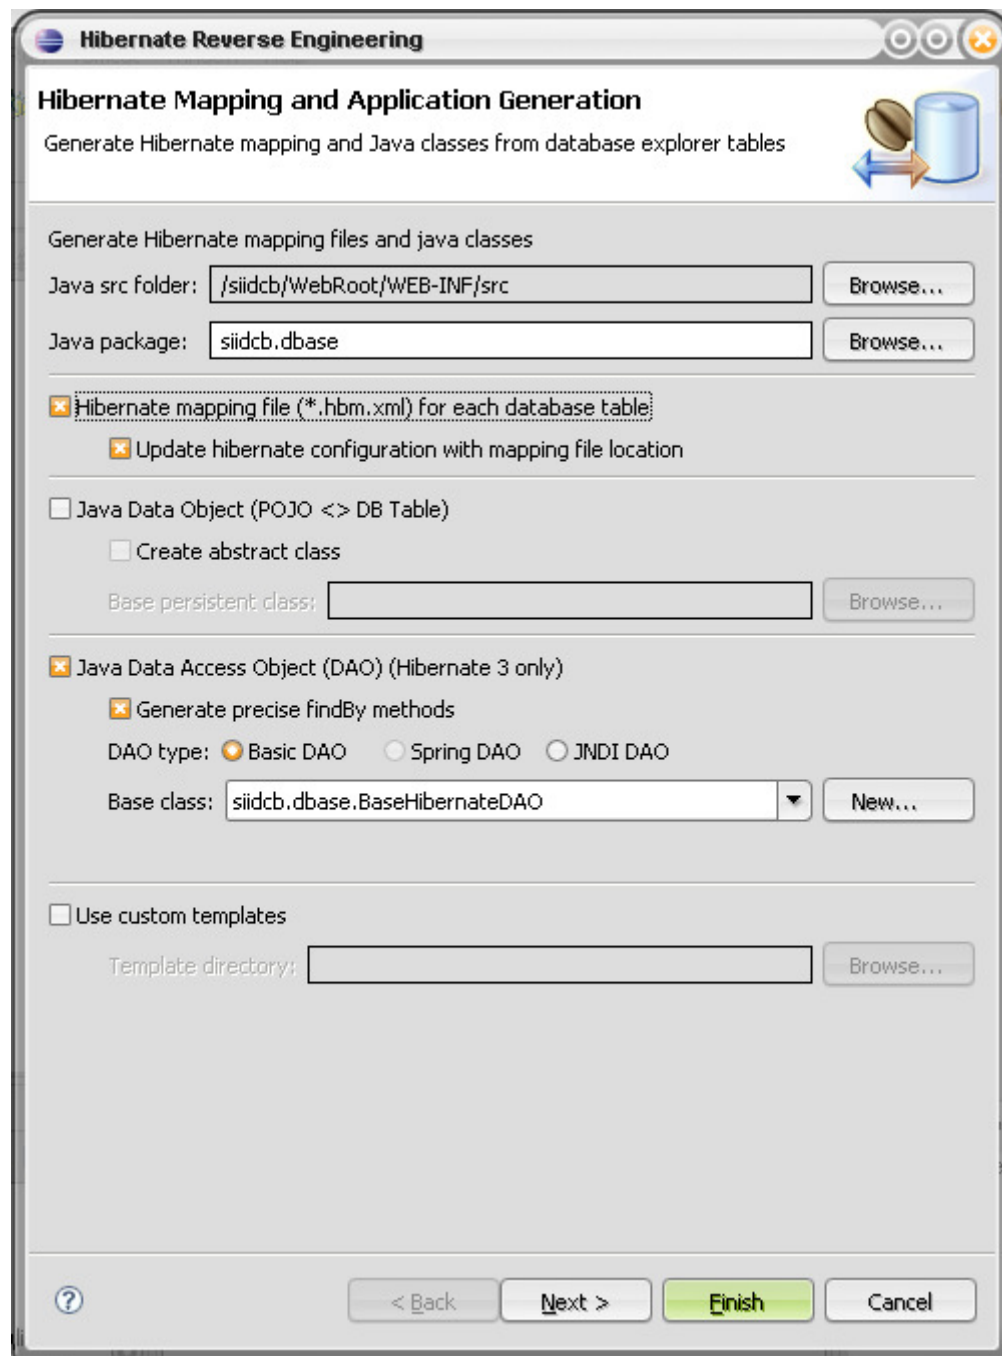 Hibernate Reverse Engineering
Hibernate Mapping and Application Generation
Generate Hibernate mapping and Java classes from database explorer tables
Generate Hibernate mapping files and java classes
Java src folder: /siidcb/WebRoot/WEB-INF/src Browse...
Java package: siidcb.dbase Browse...
Hibernate mapping file (*.hbm.xml) for each database table
Update hibernate configuration with mapping file location
Java Data Object (POJO <> DB Table)
Create abstract class
Base persistent class: Browse...
Java Data Access Object (DAO) (Hibernate 3 only)
Generate precise findBy methods
DAO type: Basic DAO Spring DAO JNDI DAO
Base class: siidcb.dbase.BaseHibernateDAO New...
Use custom templates
Template directory: Browse...
? < Back Next > Finish Cancel